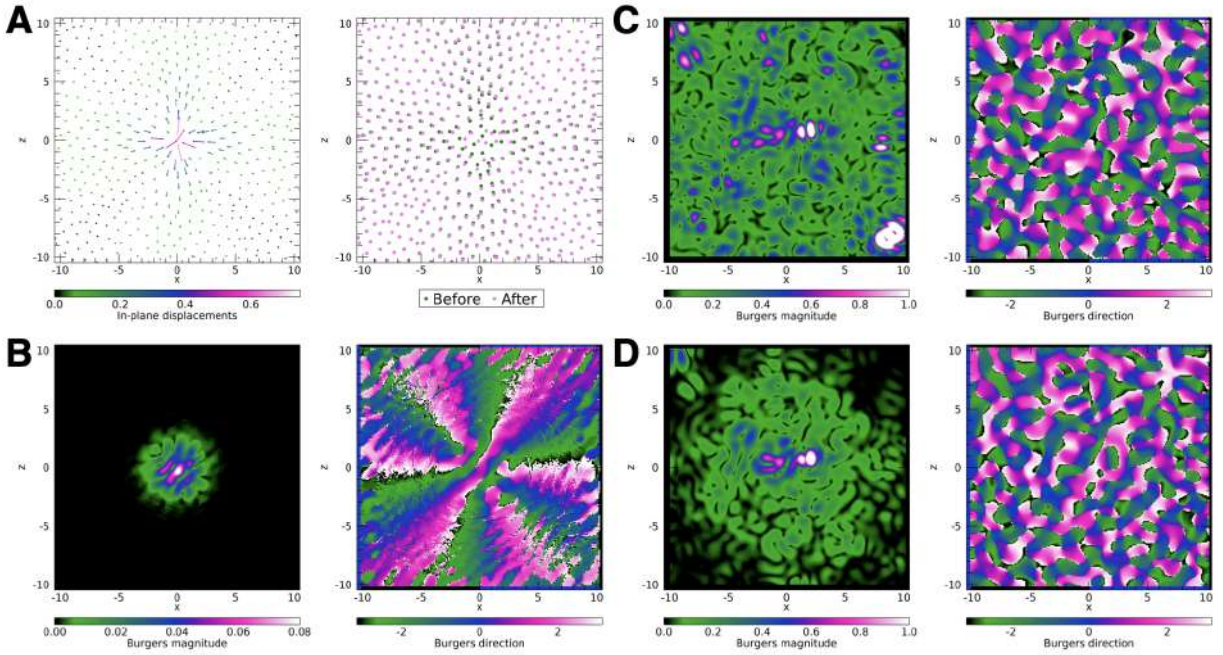 A
10
5
z
0
-5
-10
-10 -5 0 5 10
x
0.0 0.2 0.4 0.6
In-plane displacements
10
5
z
0
-5
-10
-10 -5 0 5 10
x
Before After
C
10
5
z
0
-5
-10
-10 -5 0 5 10
x
0.0 0.2 0.4 0.6 0.8 1.0
Burgers magnitude
10
5
z
0
-5
-10
-10 -5 0 5 10
x
-2 0 2
Burgers direction
B
10
5
z
0
-5
-10
-10 -5 0 5 10
x
0.00 0.02 0.04 0.06 0.08
Burgers magnitude
10
5
z
0
-5
-10
-10 -5 0 5 10
x
-2 0 2
Burgers direction
D
10
5
z
0
-5
-10
-10 -5 0 5 10
x
0.0 0.2 0.4 0.6 0.8 1.0
Burgers magnitude
10
5
z
0
-5
-10
-10 -5 0 5 10
x
-2 0 2
Burgers direction